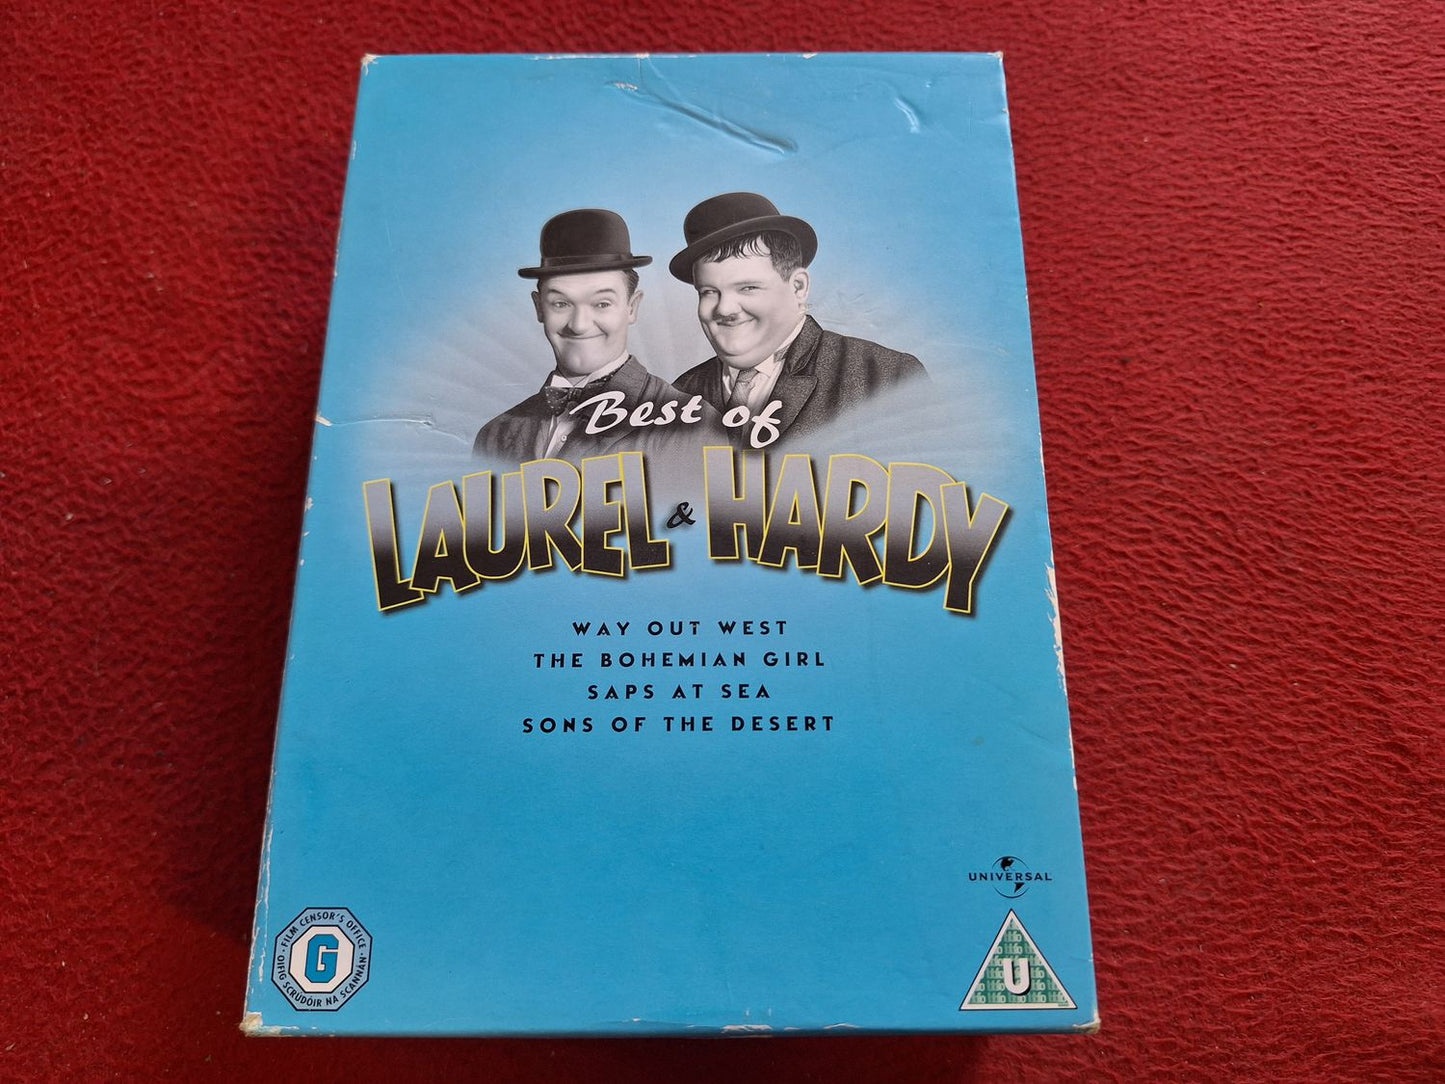 Best of
LAUREL & HARDY
WAY OUT WEST
THE BOHEMIAN GIRL
SAPS AT SEA
SONS OF THE DESERT
UNIVERSAL
· FILM CENSOR'S OFFICE ·
OIFIG SCRÚDÓIR NA SCANNÁN
G
U